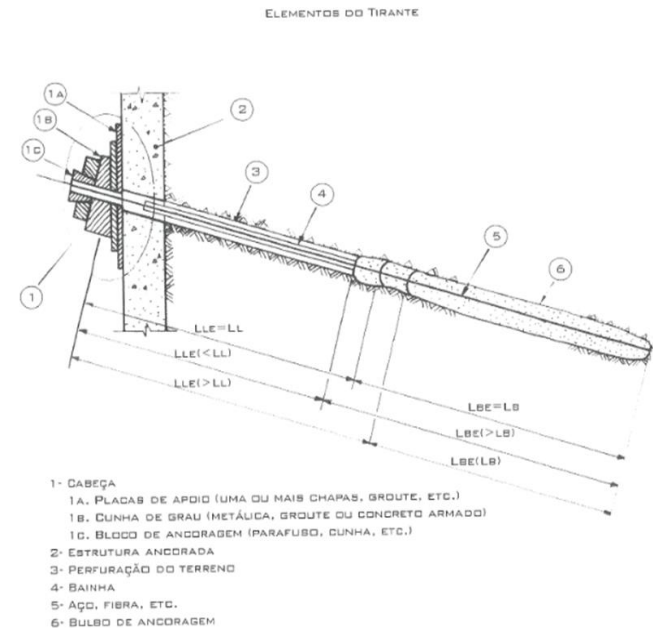 ELEMENTOS DO TIRANTE
1A
1B
1C
2
3
4
5
6
1
LLE=LL
LLE(<LL)
LLE(>LL)
LBE=LB
LBE(>LB)
LBE(LB)
1- CABEÇA
1A. PLACAS DE APOIO (UMA OU MAIS CHAPAS, GROUTE, ETC.)
1B. CUNHA DE GRAU (METÁLICA, GROUTE OU CONCRETO ARMADO)
1C. BLOCO DE ANCORAGEM (PARAFUSO, CUNHA, ETC.)
2- ESTRUTURA ANCORADA
3- PERFURAÇÃO DO TERRENO
4- BAINHA
5- AÇO, FIBRA, ETC.
6- BULBO DE ANCORAGEM